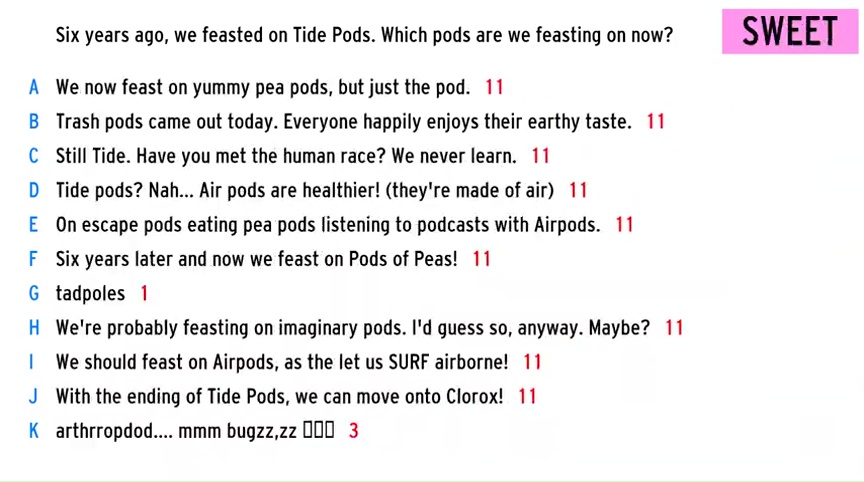 Six years ago, we feasted on Tide Pods. Which pods are we feasting on now?
SWEET
A We now feast on yummy pea pods, but just the pod. 11
B Trash pods came out today. Everyone happily enjoys their earthy taste. 11
C Still Tide. Have you met the human race? We never learn. 11
D Tide pods? Nah... Air pods are healthier! (they're made of air) 11
E On escape pods eating pea pods listening to podcasts with Airpods. 11
F Six years later and now we feast on Pods of Peas! 11
G tadpoles 1
H We're probably feasting on imaginary pods. I'd guess so, anyway. Maybe? 11
I We should feast on Airpods, as the let us SURF airborne! 11
J With the ending of Tide Pods, we can move onto Clorox! 11
K arthrropdod.... mmm bugzz,zz 􏿿▯▯▯ 3